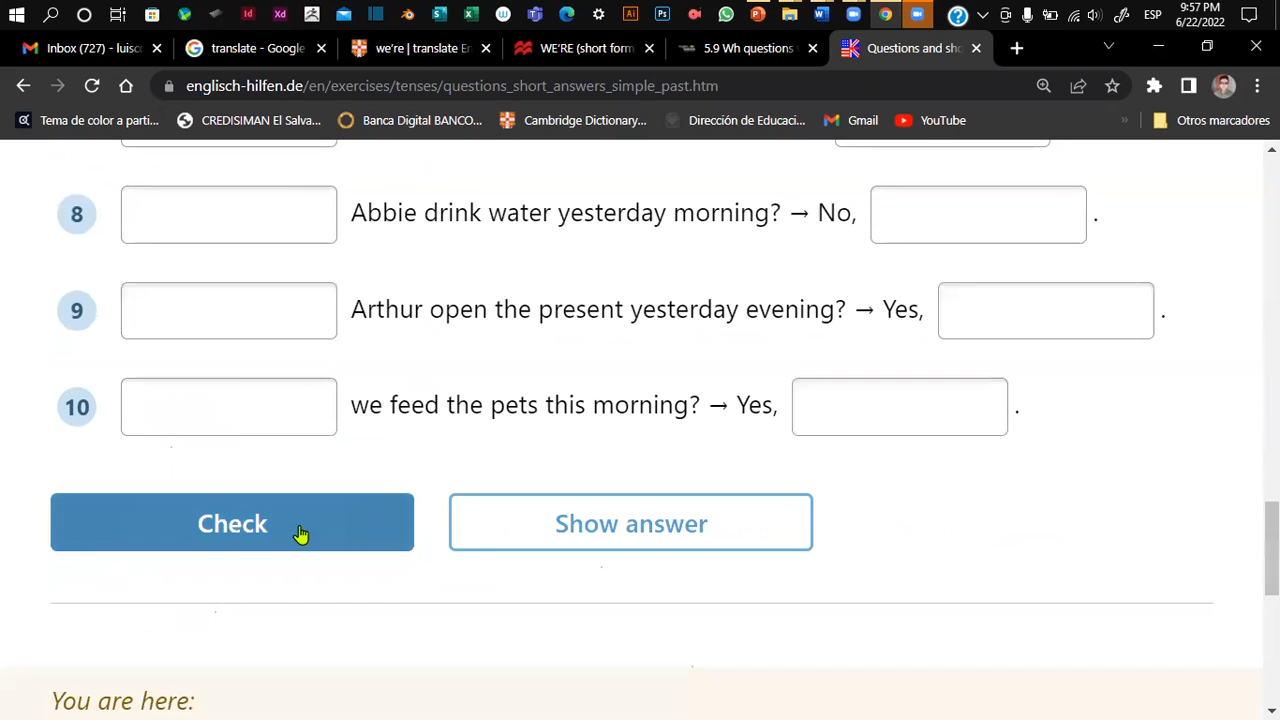 9:57 PM
ESP
6/22/2022
Inbox (727) - luisc
translate - Google
we're | translate En
WE'RE (short form
5.9 Wh questions
Questions and sho
englisch-hilfen.de/en/exercises/tenses/questions_short_answers_simple_past.htm
Tema de color a parti...
CREDISIMAN El Salva...
Banca Digital BANCO...
Cambridge Dictionary...
Dirección de Educaci...
Gmail
YouTube
»
Otros marcadores
8 Abbie drink water yesterday morning? → No, .
9 Arthur open the present yesterday evening? → Yes, .
10 we feed the pets this morning? → Yes, .
Check
Show answer
You are here: